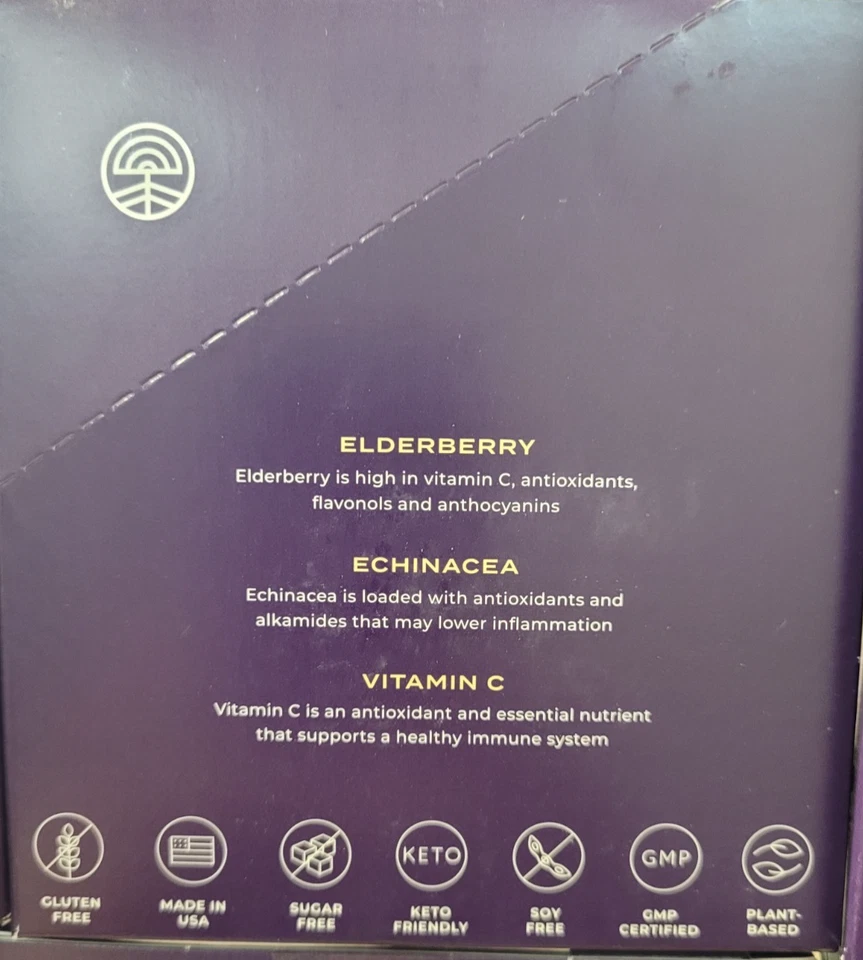 ELDERBERRY
Elderberry is high in vitamin C, antioxidants,
flavonols and anthocyanins
ECHINACEA
Echinacea is loaded with antioxidants and
alkamides that may lower inflammation
VITAMIN C
Vitamin C is an antioxidant and essential nutrient
that supports a healthy immune system
KETO
GMP
GLUTEN
FREE
MADE IN
USA
SUGAR
FREE
KETO
FRIENDLY
SOY
FREE
GMP
CERTIFIED
PLANT-
BASED